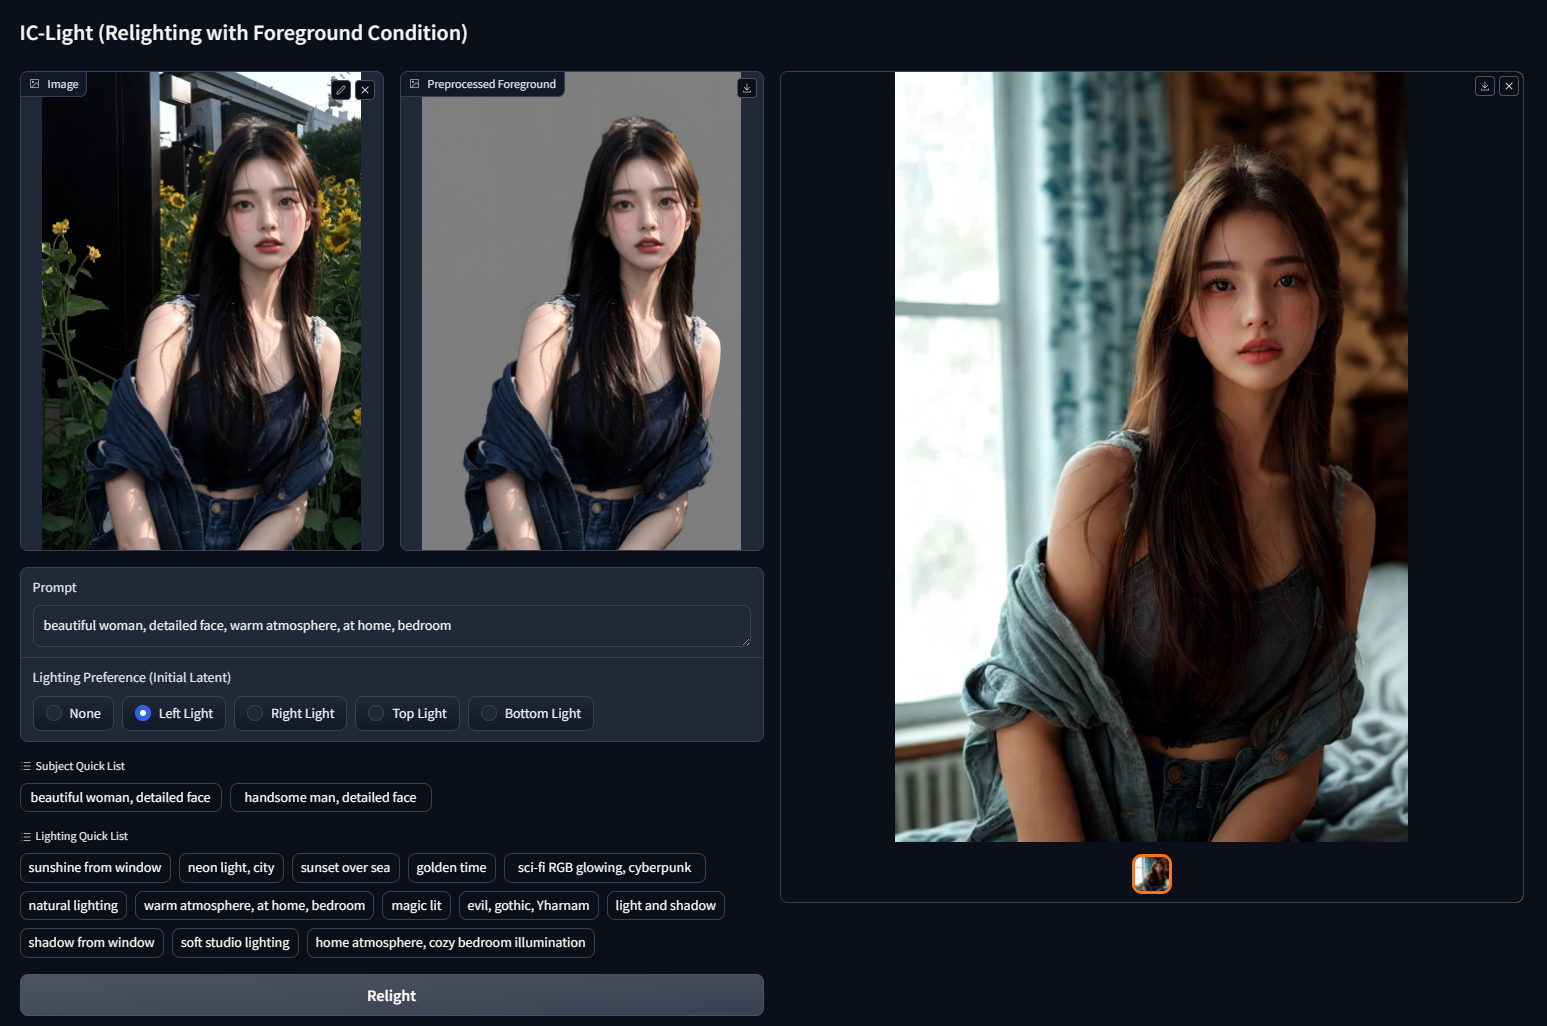 IC-Light (Relighting with Foreground Condition)
Image
Preprocessed Foreground
Prompt
beautiful woman, detailed face, warm atmosphere, at home, bedroom
Lighting Preference (Initial Latent)
None
Left Light
Right Light
Top Light
Bottom Light
Subject Quick List
beautiful woman, detailed face
handsome man, detailed face
Lighting Quick List
sunshine from window
neon light, city
sunset over sea
golden time
sci-fi RGB glowing, cyberpunk
natural lighting
warm atmosphere, at home, bedroom
magic lit
evil, gothic, Yharnam
light and shadow
shadow from window
soft studio lighting
home atmosphere, cozy bedroom illumination
Relight